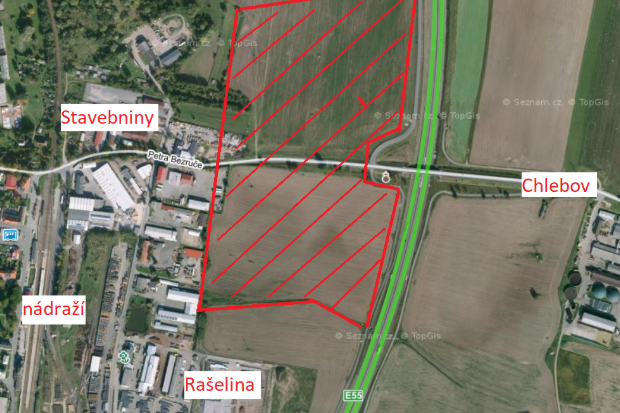 © Seznam.cz, © TopGis
Stavebniny
© Seznam.cz, © TopGis
© Seznam.cz, © TopGis
Petra Bezruče
Chlebov
nádraží
© Seznam.cz, © TopGis
Rašelina
E55